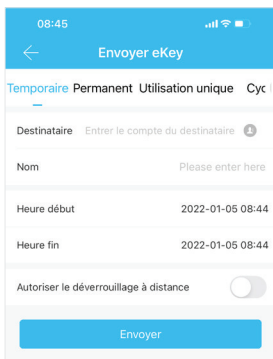 08:45
Envoyer eKey
Temporaire Permanent Utilisation unique Cyc
Destinataire Entrer le compte du destinataire
Nom Please enter here
Heure début 2022-01-05 08:44
Heure fin 2022-01-05 08:44
Autoriser le déverrouillage à distance
Envoyer